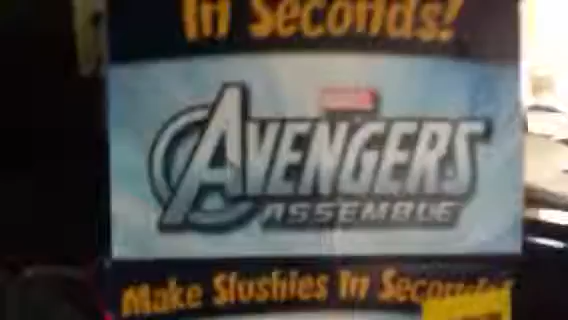 In Seconds!
MARVEL
AVENGERS
ASSEMBLE
Make Slushies In Seconds!